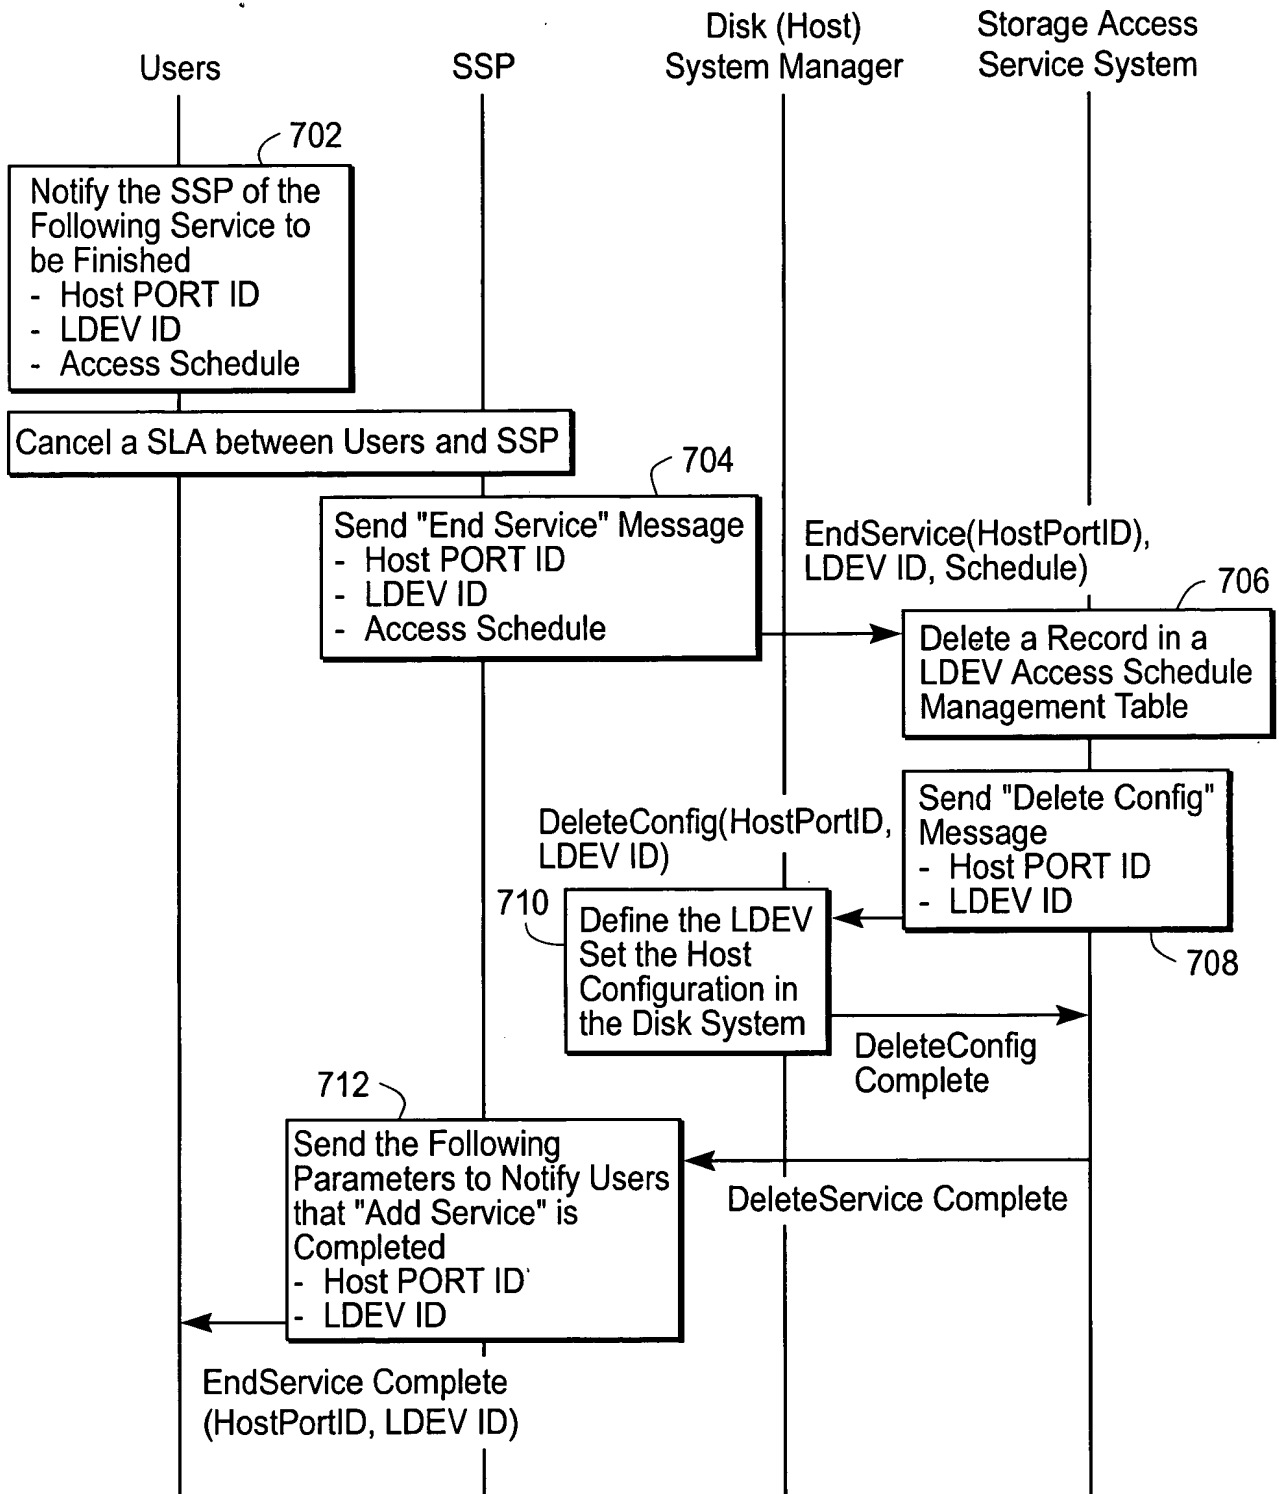 Users
SSP
Disk (Host)
System Manager
Storage Access
Service System
702
Notify the SSP of the
Following Service to
be Finished
- Host PORT ID
- LDEV ID
- Access Schedule
Cancel a SLA between Users and SSP
704
Send "End Service" Message
- Host PORT ID
- LDEV ID
- Access Schedule
EndService(HostPortID),
LDEV ID, Schedule)
706
Delete a Record in a
LDEV Access Schedule
Management Table
Send "Delete Config"
Message
- Host PORT ID
- LDEV ID
708
DeleteConfig(HostPortID,
LDEV ID)
710
Define the LDEV
Set the Host
Configuration in
the Disk System
DeleteConfig
Complete
712
Send the Following
Parameters to Notify Users
that "Add Service" is
Completed
- Host PORT ID
- LDEV ID
DeleteService Complete
EndService Complete
(HostPortID, LDEV ID)